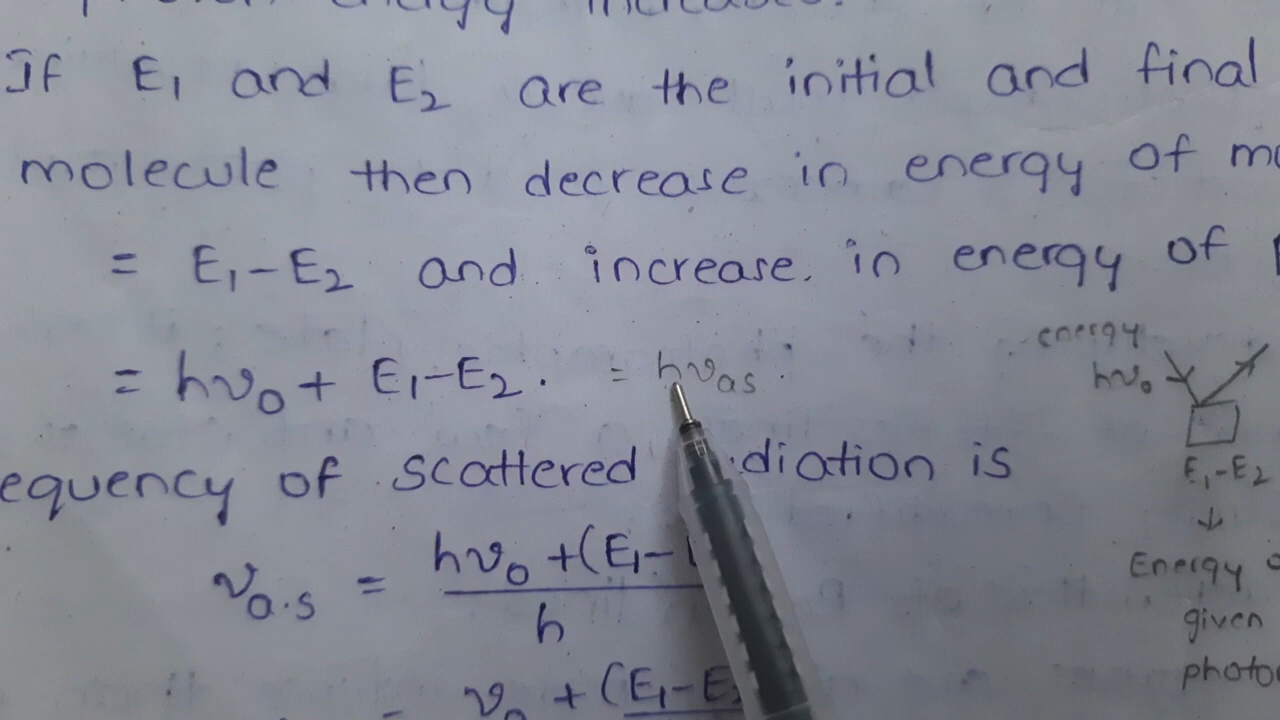 energy increases.
If E₁ and E₂ are the initial and final
molecule then decrease in energy of
= E₁-E₂ and increase. in energy of
= hν₀ + E₁-E₂. = hνas.
equency of scattered diation is
νa.s = hν₀ + (E₁- / h
= ν₀ + (E₁-E
energy
hν₀
E₁-E₂
↓
Energy
given
photo